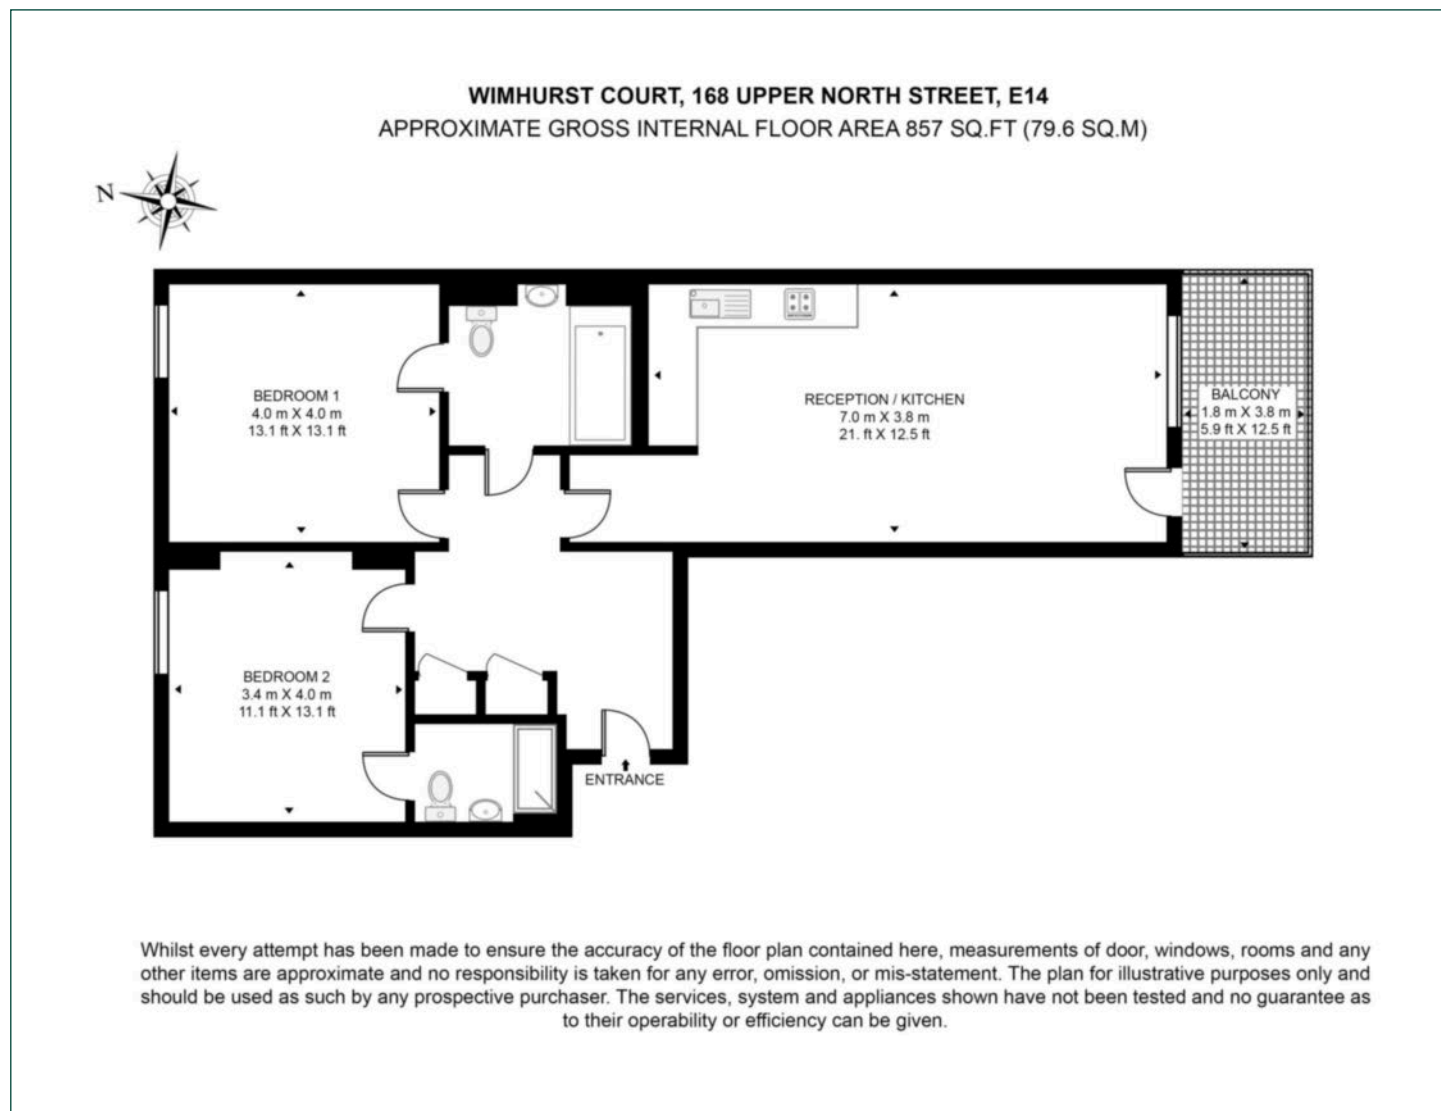 WIMHURST COURT, 168 UPPER NORTH STREET, E14
APPROXIMATE GROSS INTERNAL FLOOR AREA 857 SQ.FT (79.6 SQ.M)
N
BEDROOM 1
4.0 m X 4.0 m
13.1 ft X 13.1 ft
RECEPTION / KITCHEN
7.0 m X 3.8 m
21. ft X 12.5 ft
BALCONY
1.8 m X 3.8 m
5.9 ft X 12.5 ft
BEDROOM 2
3.4 m X 4.0 m
11.1 ft X 13.1 ft
ENTRANCE
Whilst every attempt has been made to ensure the accuracy of the floor plan contained here, measurements of door, windows, rooms and any
other items are approximate and no responsibility is taken for any error, omission, or mis-statement. The plan for illustrative purposes only and
should be used as such by any prospective purchaser. The services, system and appliances shown have not been tested and no guarantee as
to their operability or efficiency can be given.